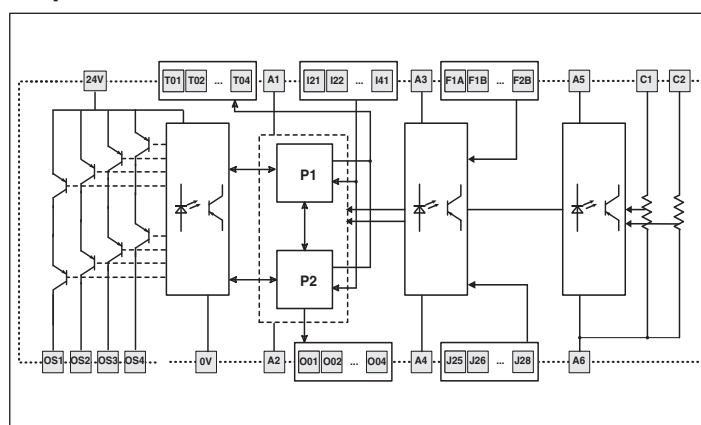 24V T01 T02 ... T04 A1 I21 I22 ... I41 A3 F1A F1B ... F2B A5 C1 C2
P1
P2
OS1 OS2 OS3 OS4 0V A2 O01 O02 ... O04 A4 J25 J26 ... J28 A6